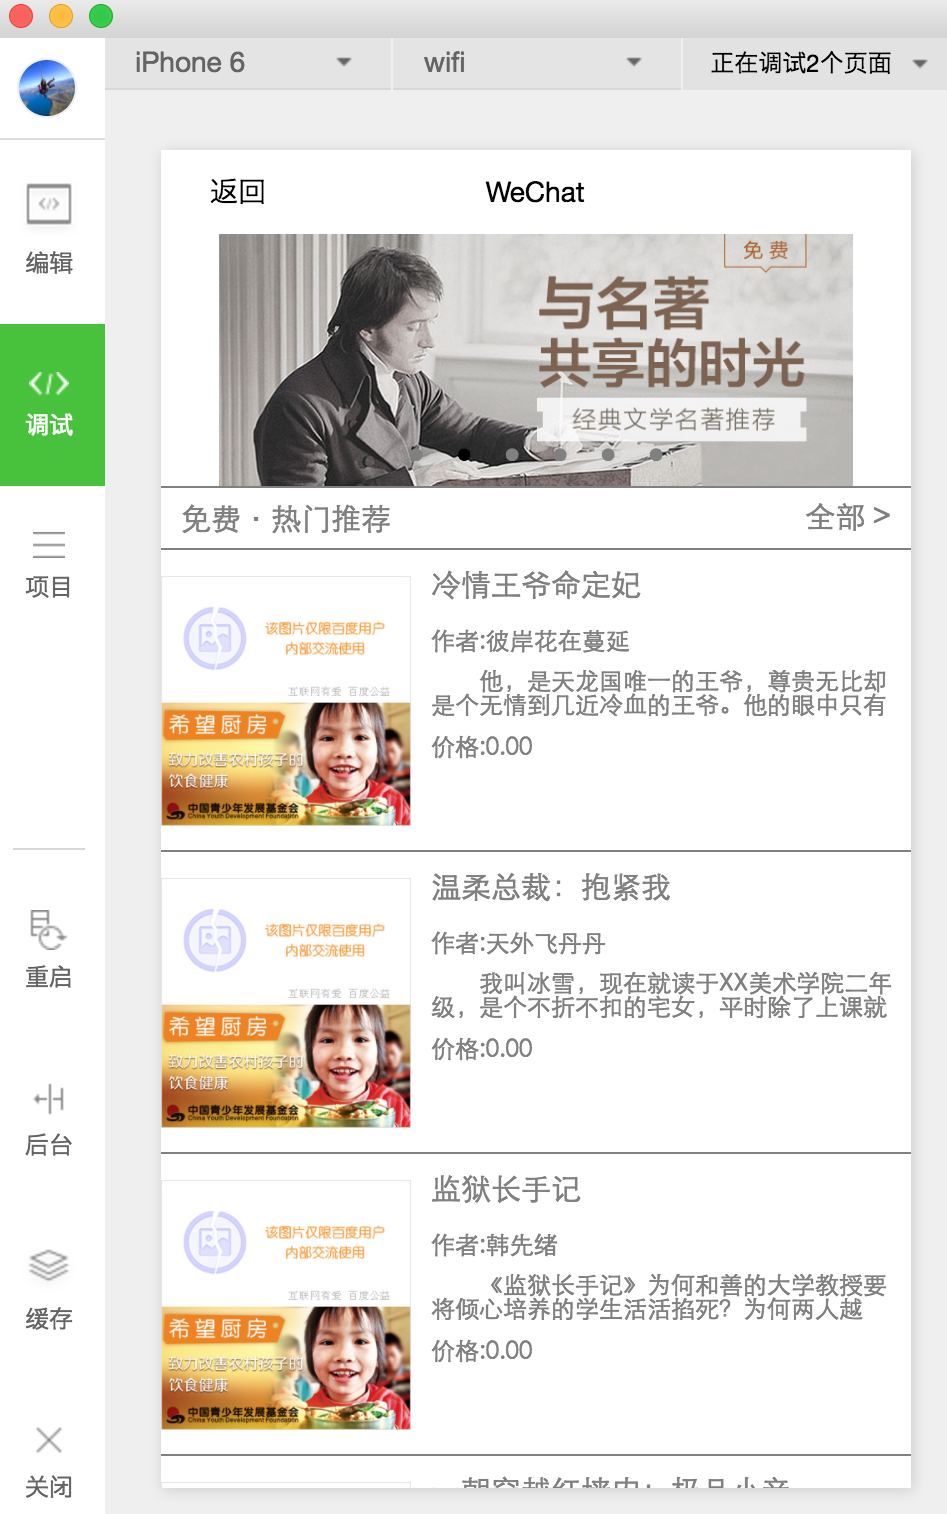 iPhone 6
wifi
正在调试2个页面
编辑
调试
项目
重启
后台
缓存
关闭
返回
WeChat
免费
与名著
共享的时光
经典文学名著推荐
免费 · 热门推荐
全部 >
该图片仅限百度用户
内部交流使用
互联网有爱 百度公益
希望厨房
致力改善农村孩子的
饮食健康
中国青少年发展基金会
China Youth Development Foundation
冷情王爷命定妃
作者:彼岸花在蔓延
他，是天龙国唯一的王爷，尊贵无比却
是个无情到几近冷血的王爷。他的眼中只有
价格:0.00
该图片仅限百度用户
内部交流使用
互联网有爱 百度公益
希望厨房
致力改善农村孩子的
饮食健康
中国青少年发展基金会
China Youth Development Foundation
温柔总裁：抱紧我
作者:天外飞丹丹
我叫冰雪，现在就读于XX美术学院二年
级，是个不折不扣的宅女，平时除了上课就
价格:0.00
该图片仅限百度用户
内部交流使用
互联网有爱 百度公益
希望厨房
致力改善农村孩子的
饮食健康
中国青少年发展基金会
China Youth Development Foundation
监狱长手记
作者:韩先绪
《监狱长手记》为何和善的大学教授要
将倾心培养的学生活活掐死？为何两人越
价格:0.00